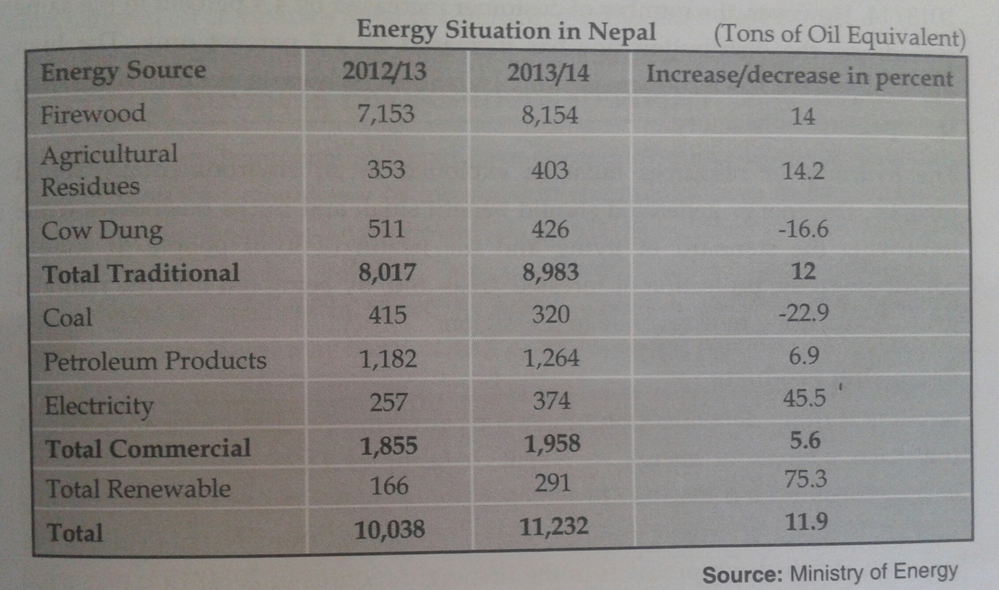 Energy Situation in Nepal (Tons of Oil Equivalent)
Energy Source 2012/13 2013/14 Increase/decrease in percent
Firewood 7,153 8,154 14
Agricultural
Residues 353 403 14.2
Cow Dung 511 426 -16.6
Total Traditional 8,017 8,983 12
Coal 415 320 -22.9
Petroleum Products 1,182 1,264 6.9
Electricity 257 374 45.5
Total Commercial 1,855 1,958 5.6
Total Renewable 166 291 75.3
Total 10,038 11,232 11.9
Source: Ministry of Energy